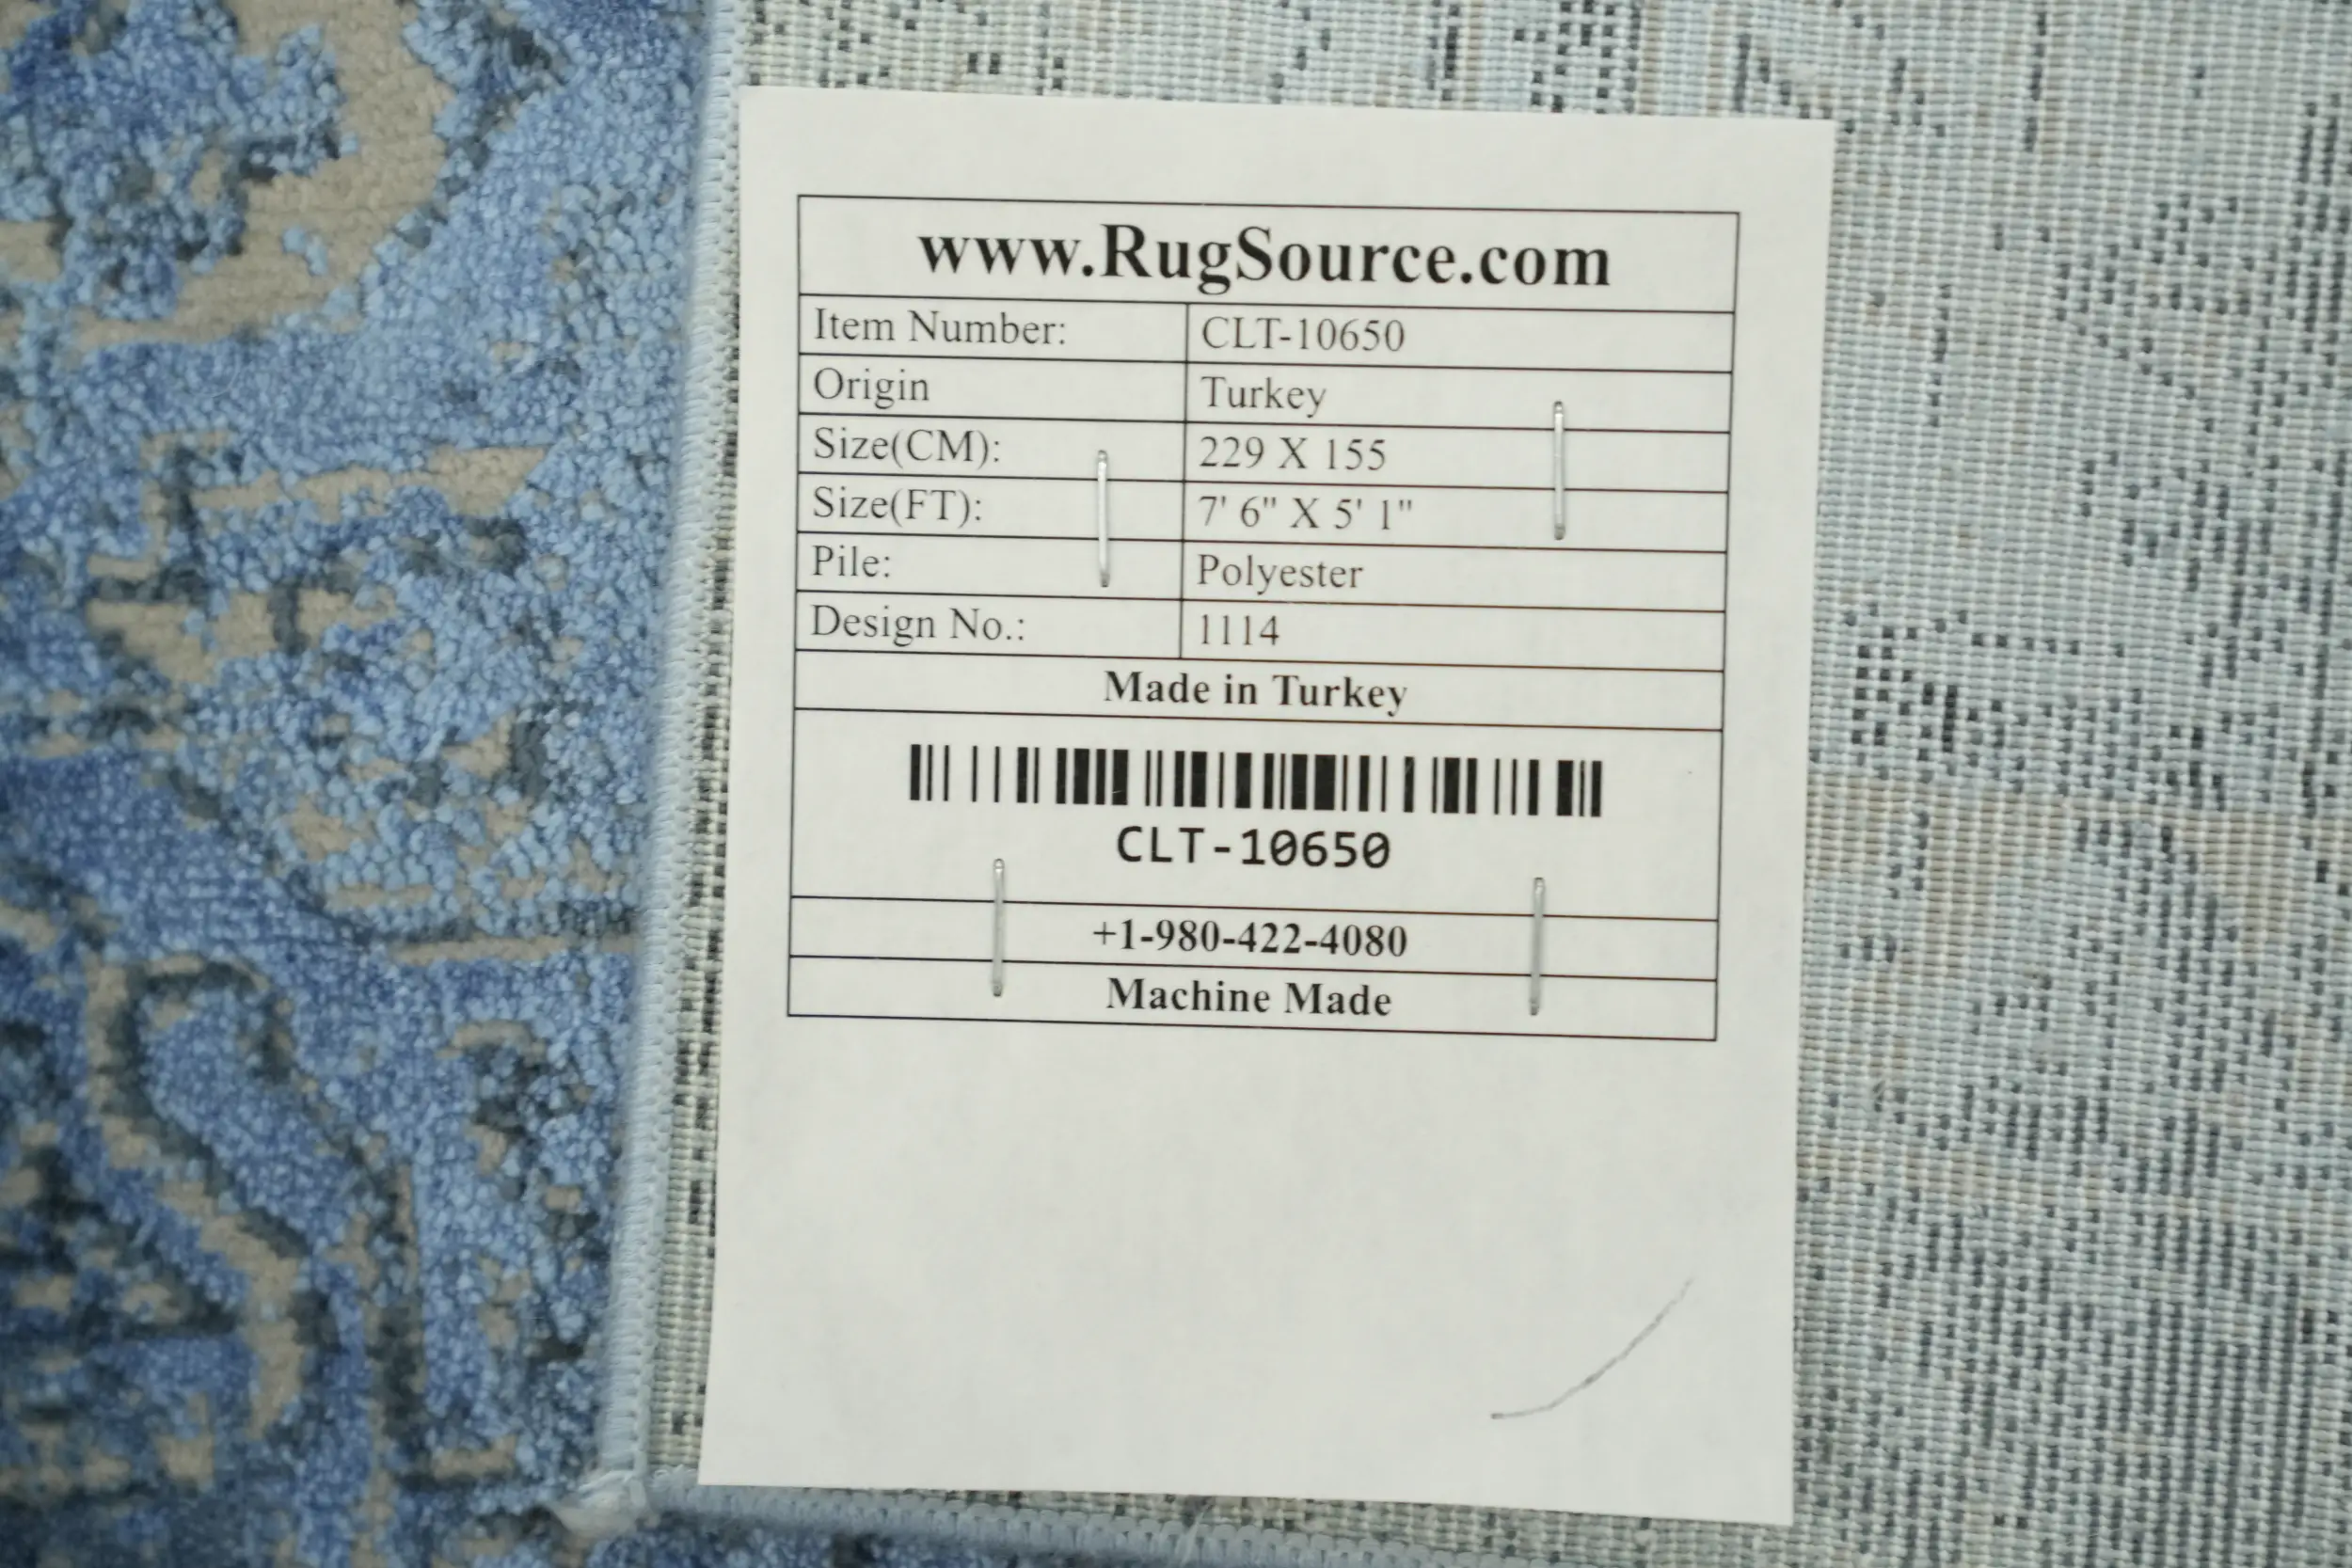 www.RugSource.com
Item Number: CLT-10650
Origin Turkey
Size(CM): 229 X 155
Size(FT): 7' 6" X 5' 1"
Pile: Polyester
Design No.: 1114
Made in Turkey
CLT-10650
+1-980-422-4080
Machine Made